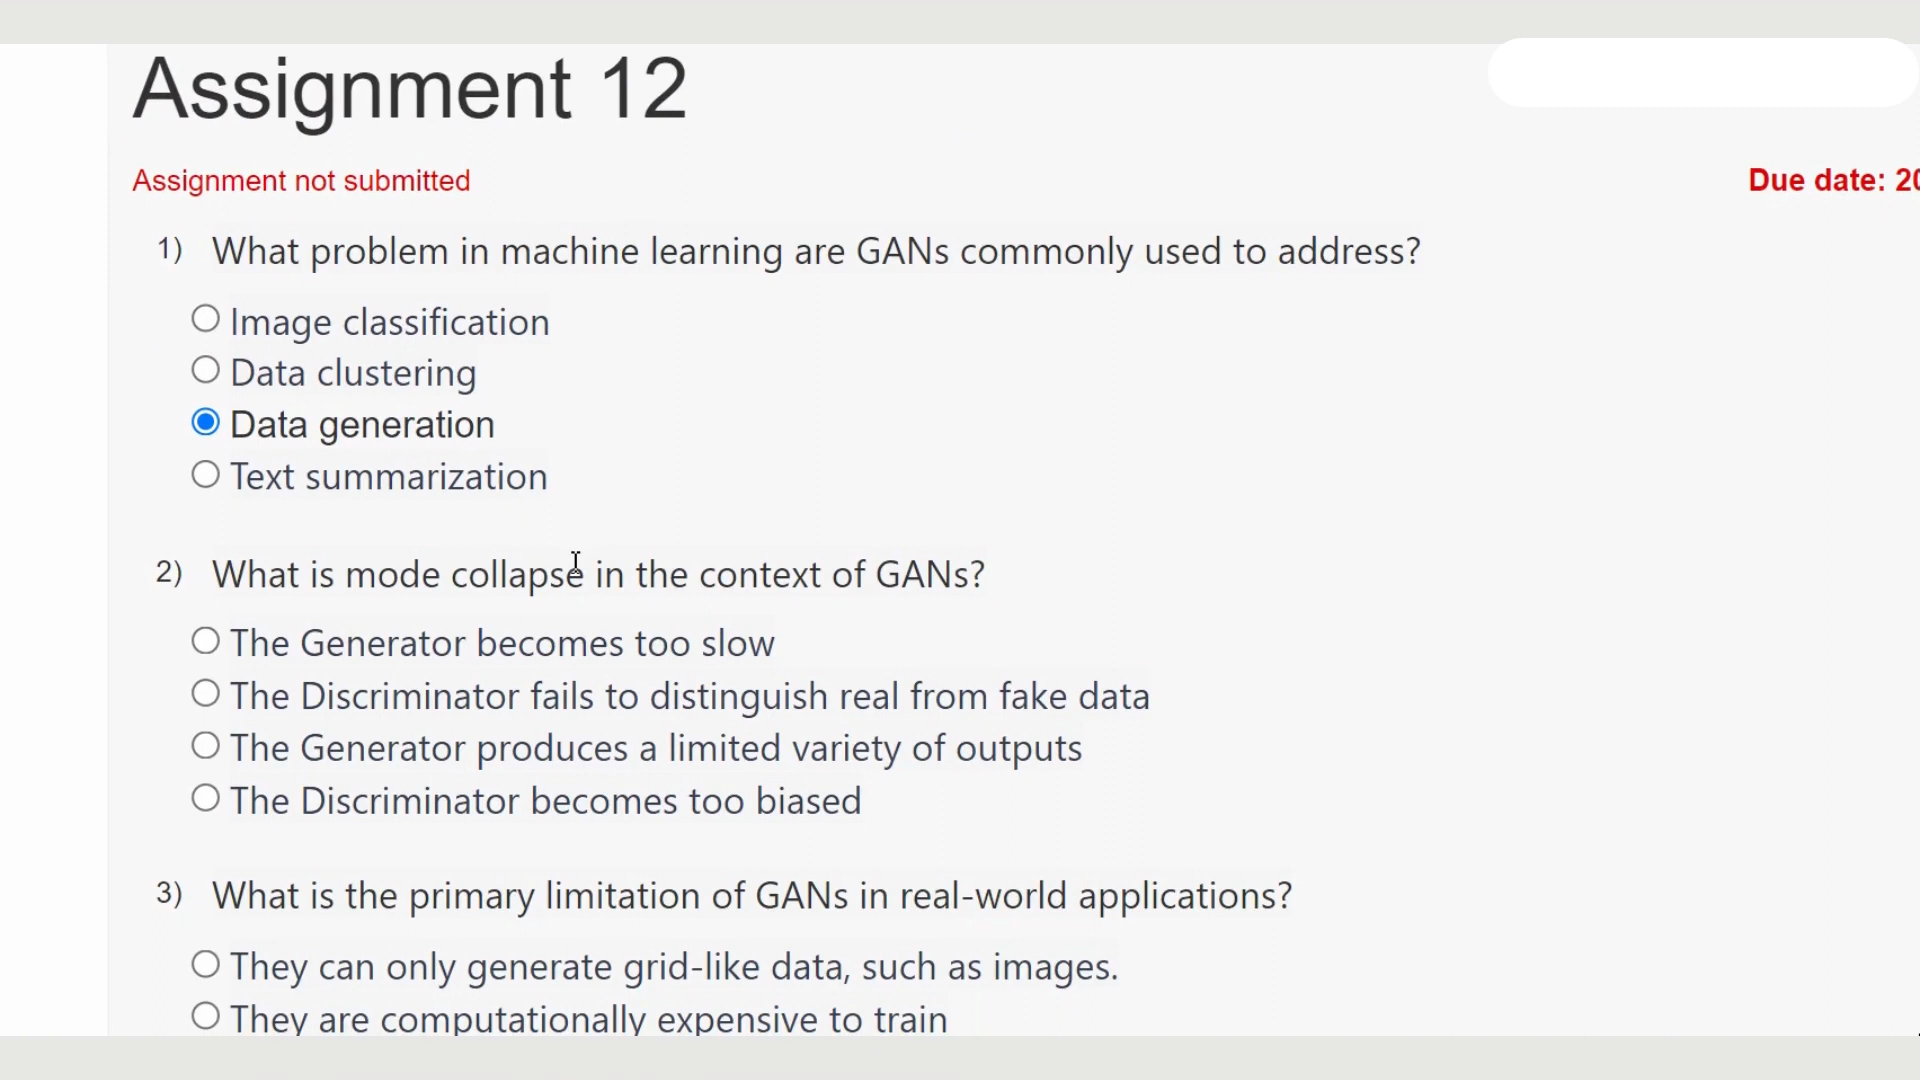 Assignment 12
Assignment not submitted
Due date: 20
1) What problem in machine learning are GANs commonly used to address?
Image classification
Data clustering
Data generation
Text summarization
2) What is mode collapse in the context of GANs?
The Generator becomes too slow
The Discriminator fails to distinguish real from fake data
The Generator produces a limited variety of outputs
The Discriminator becomes too biased
3) What is the primary limitation of GANs in real-world applications?
They can only generate grid-like data, such as images.
They are computationally expensive to train